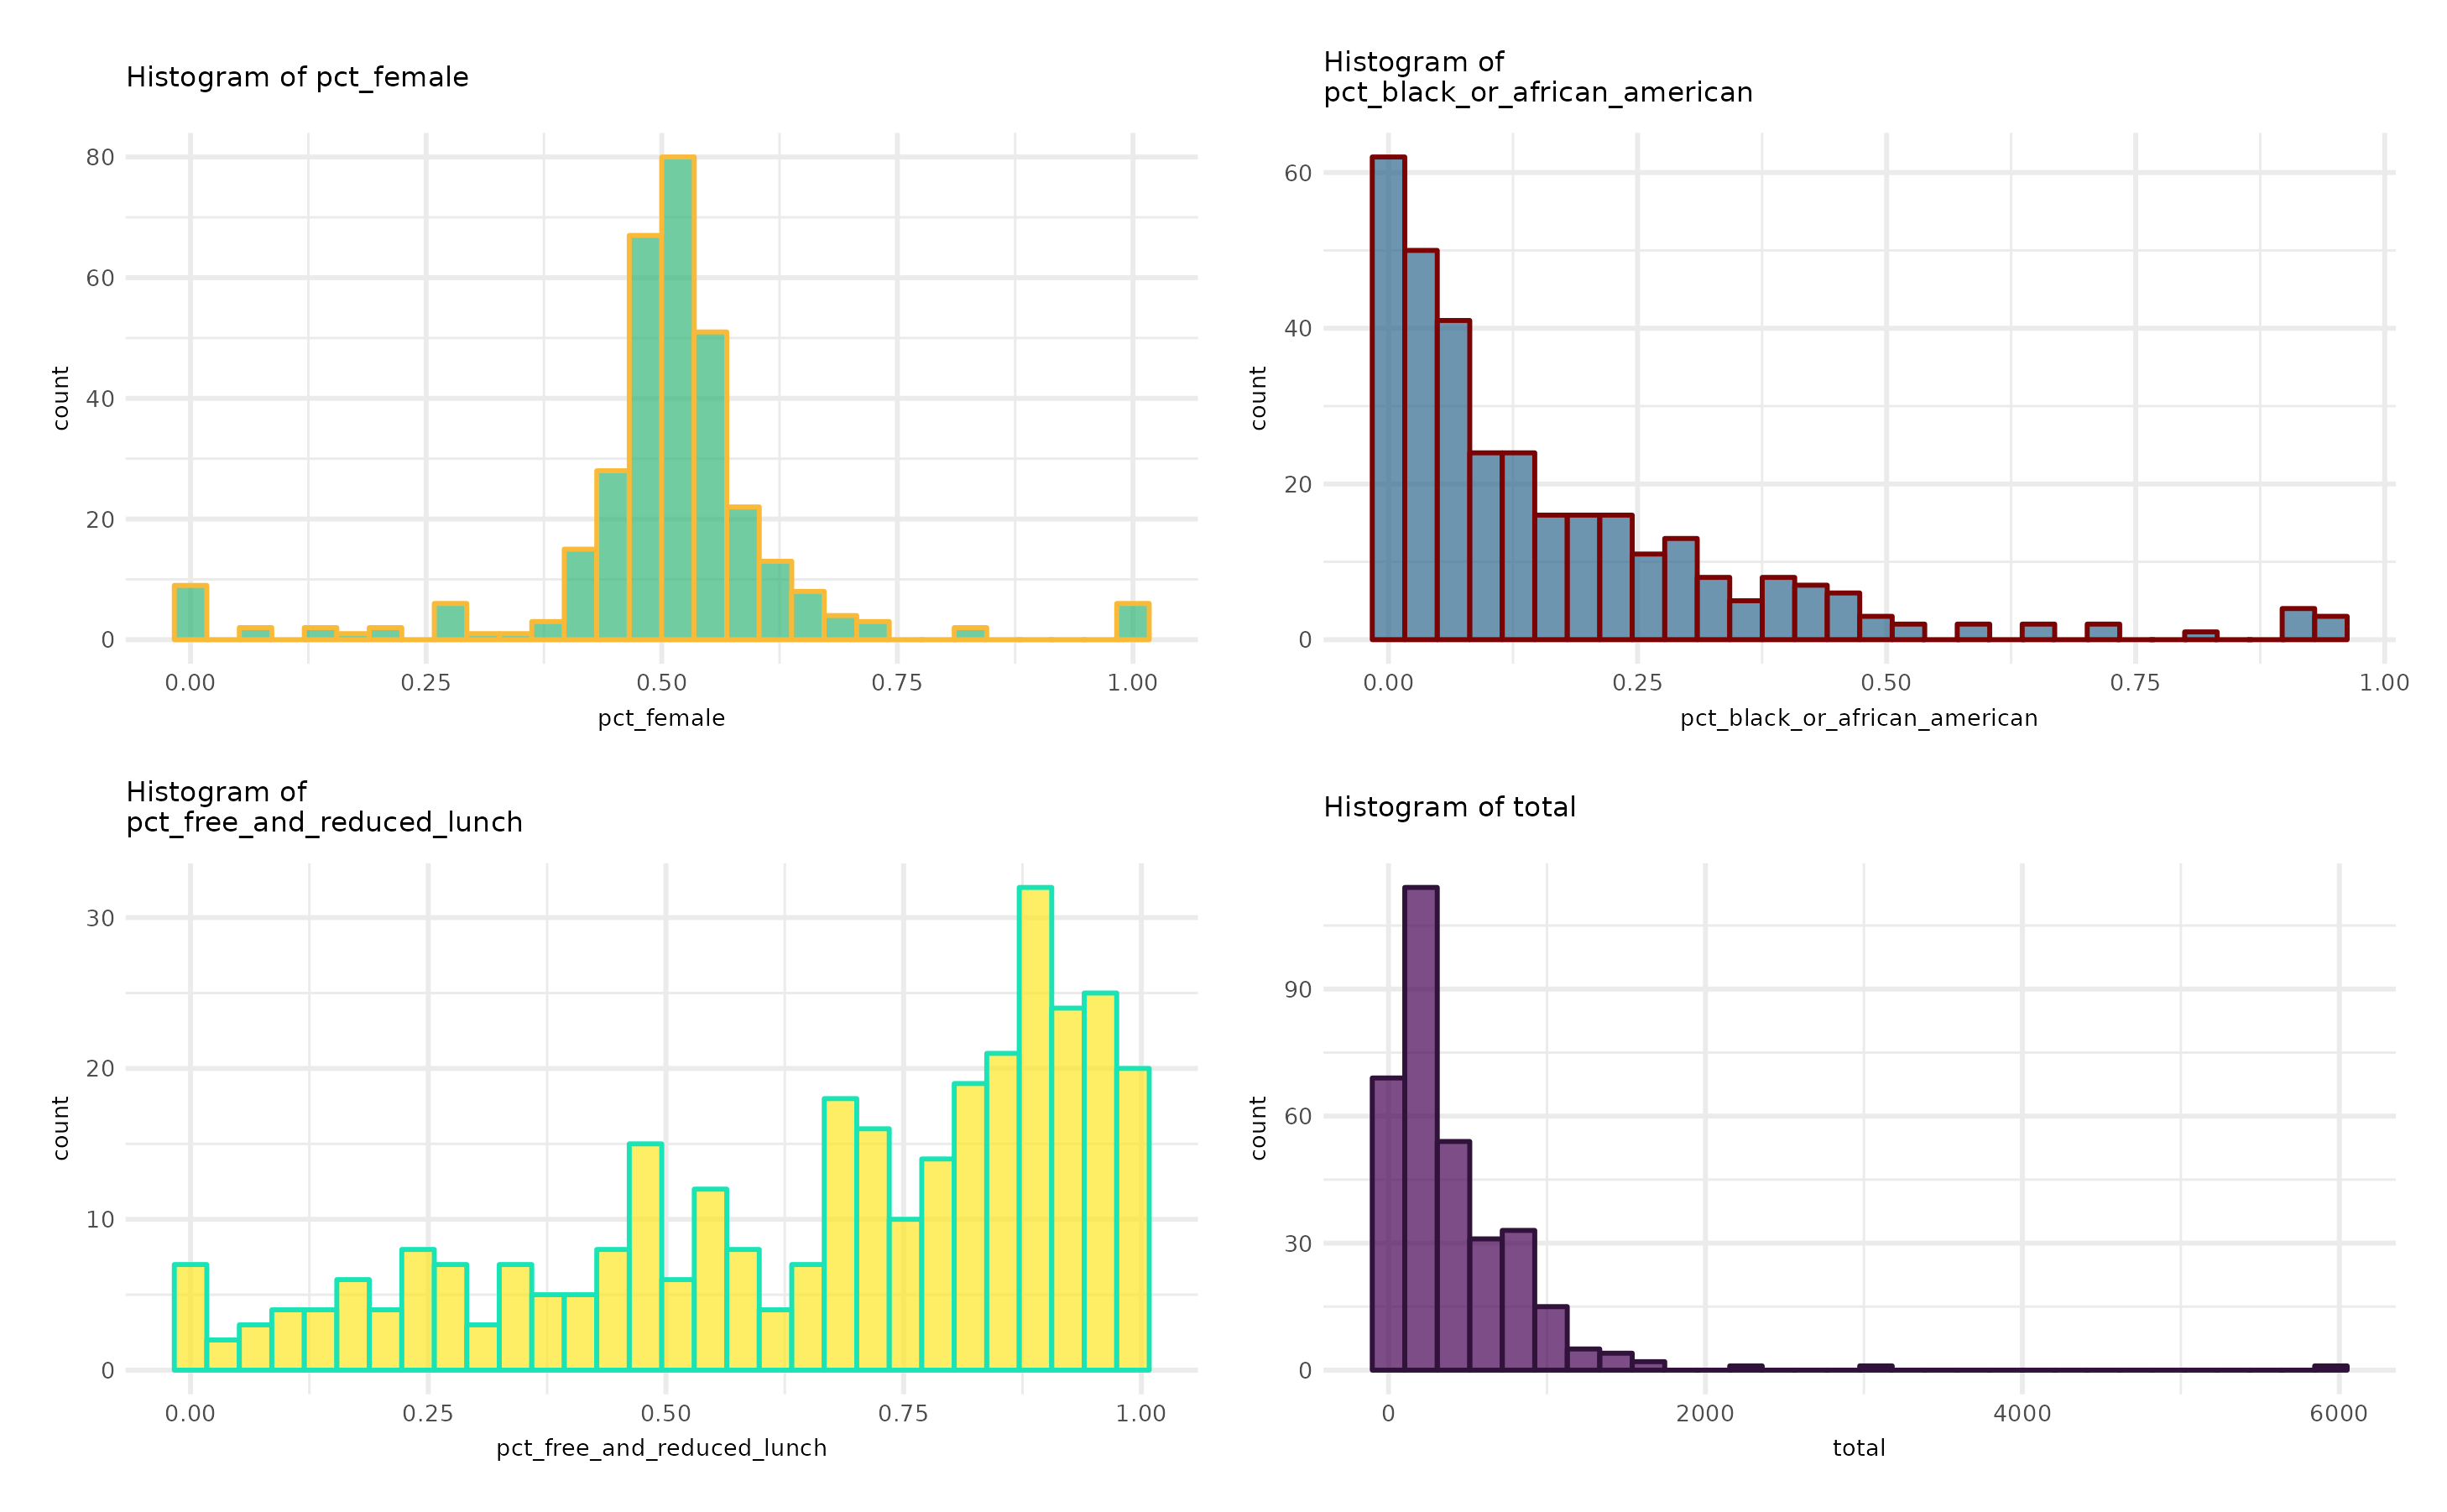 Histogram of pct_female
80
60
40
20
0
count
0.00 0.25 0.50 0.75 1.00
pct_female
Histogram of
pct_black_or_african_american
60
40
20
0
count
0.00 0.25 0.50 0.75 1.00
pct_black_or_african_american
Histogram of
pct_free_and_reduced_lunch
30
20
10
0
count
0.00 0.25 0.50 0.75 1.00
pct_free_and_reduced_lunch
Histogram of total
90
60
30
0
count
0 2000 4000 6000
total